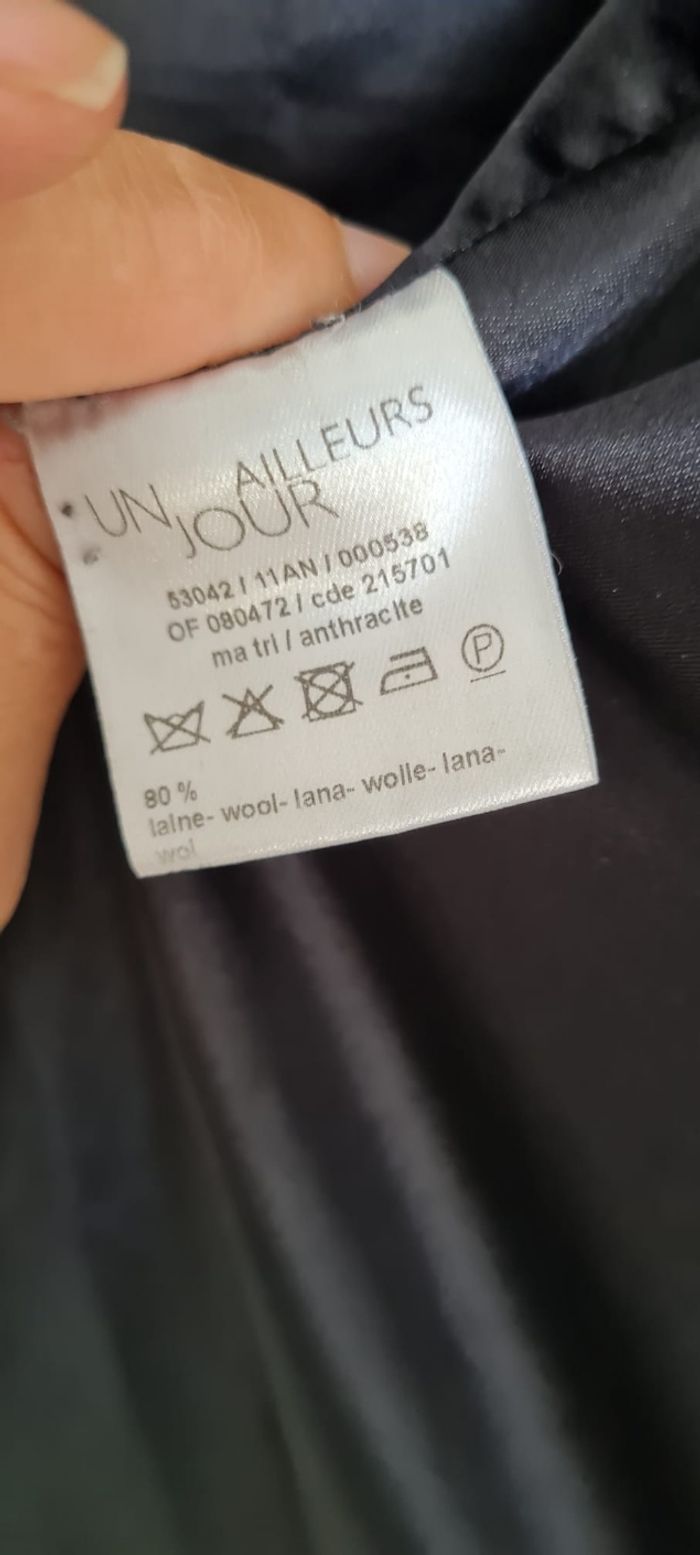 UN JOUR AILLEURS
53042 / 11AN / 000538
OF 080472 / cde 215701
ma tri / anthracite
80 %
laine- wool- lana- wolle- lana-
wol